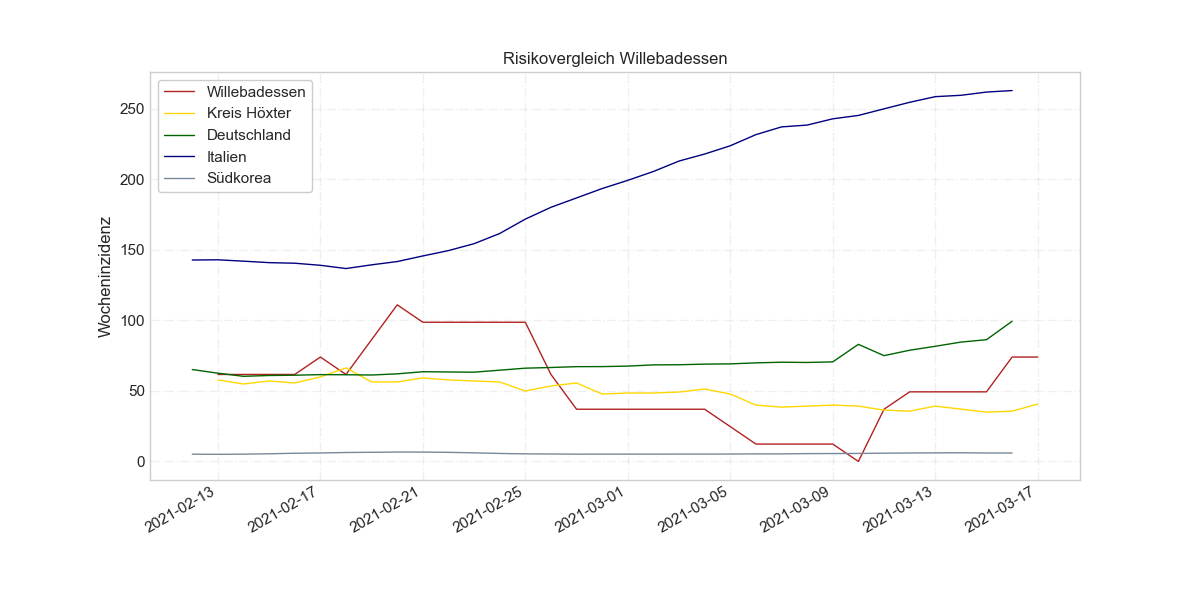 Risikovergleich Willebadessen
Willebadessen
Kreis Höxter
Deutschland
Italien
Südkorea
Wocheninzidenz
250
200
150
100
50
0
2021-02-13
2021-02-17
2021-02-21
2021-02-25
2021-03-01
2021-03-05
2021-03-09
2021-03-13
2021-03-17